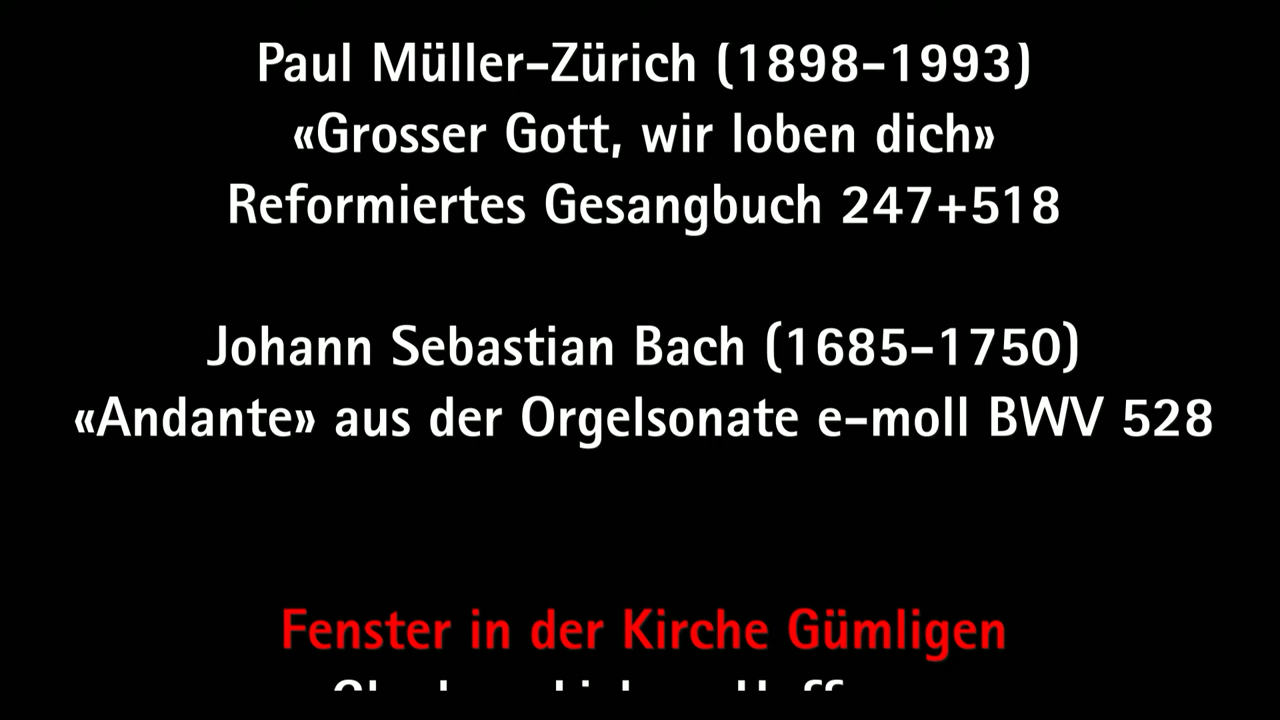 Paul Müller-Zürich (1898-1993)
«Grosser Gott, wir loben dich»
Reformiertes Gesangbuch 247+518
Johann Sebastian Bach (1685-1750)
«Andante» aus der Orgelsonate e-moll BWV 528
Fenster in der Kirche Gümligen